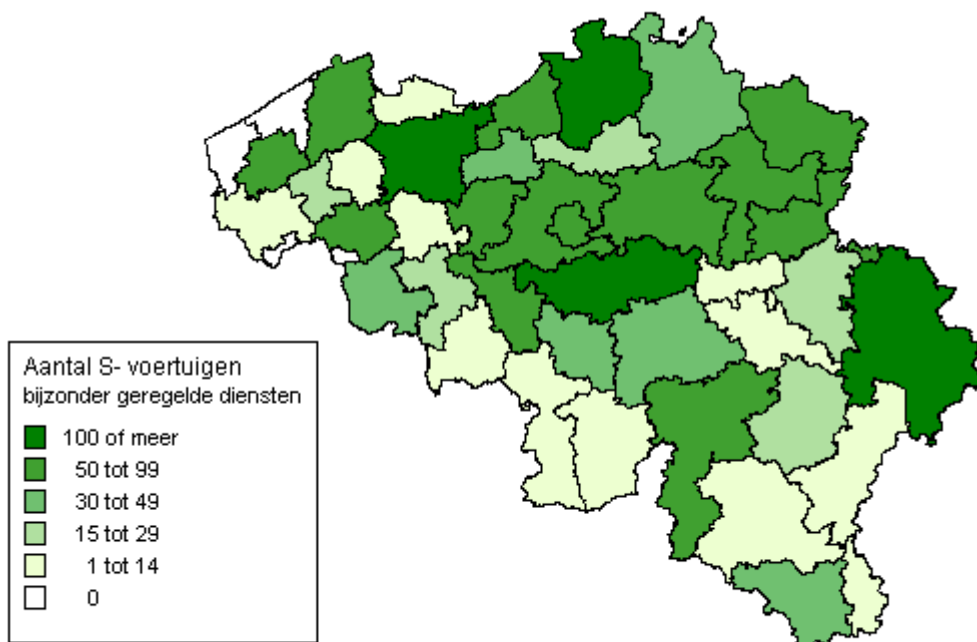 Aantal S- voertuigen
bijzonder geregelde diensten
100 of meer
50 tot 99
30 tot 49
15 tot 29
1 tot 14
0